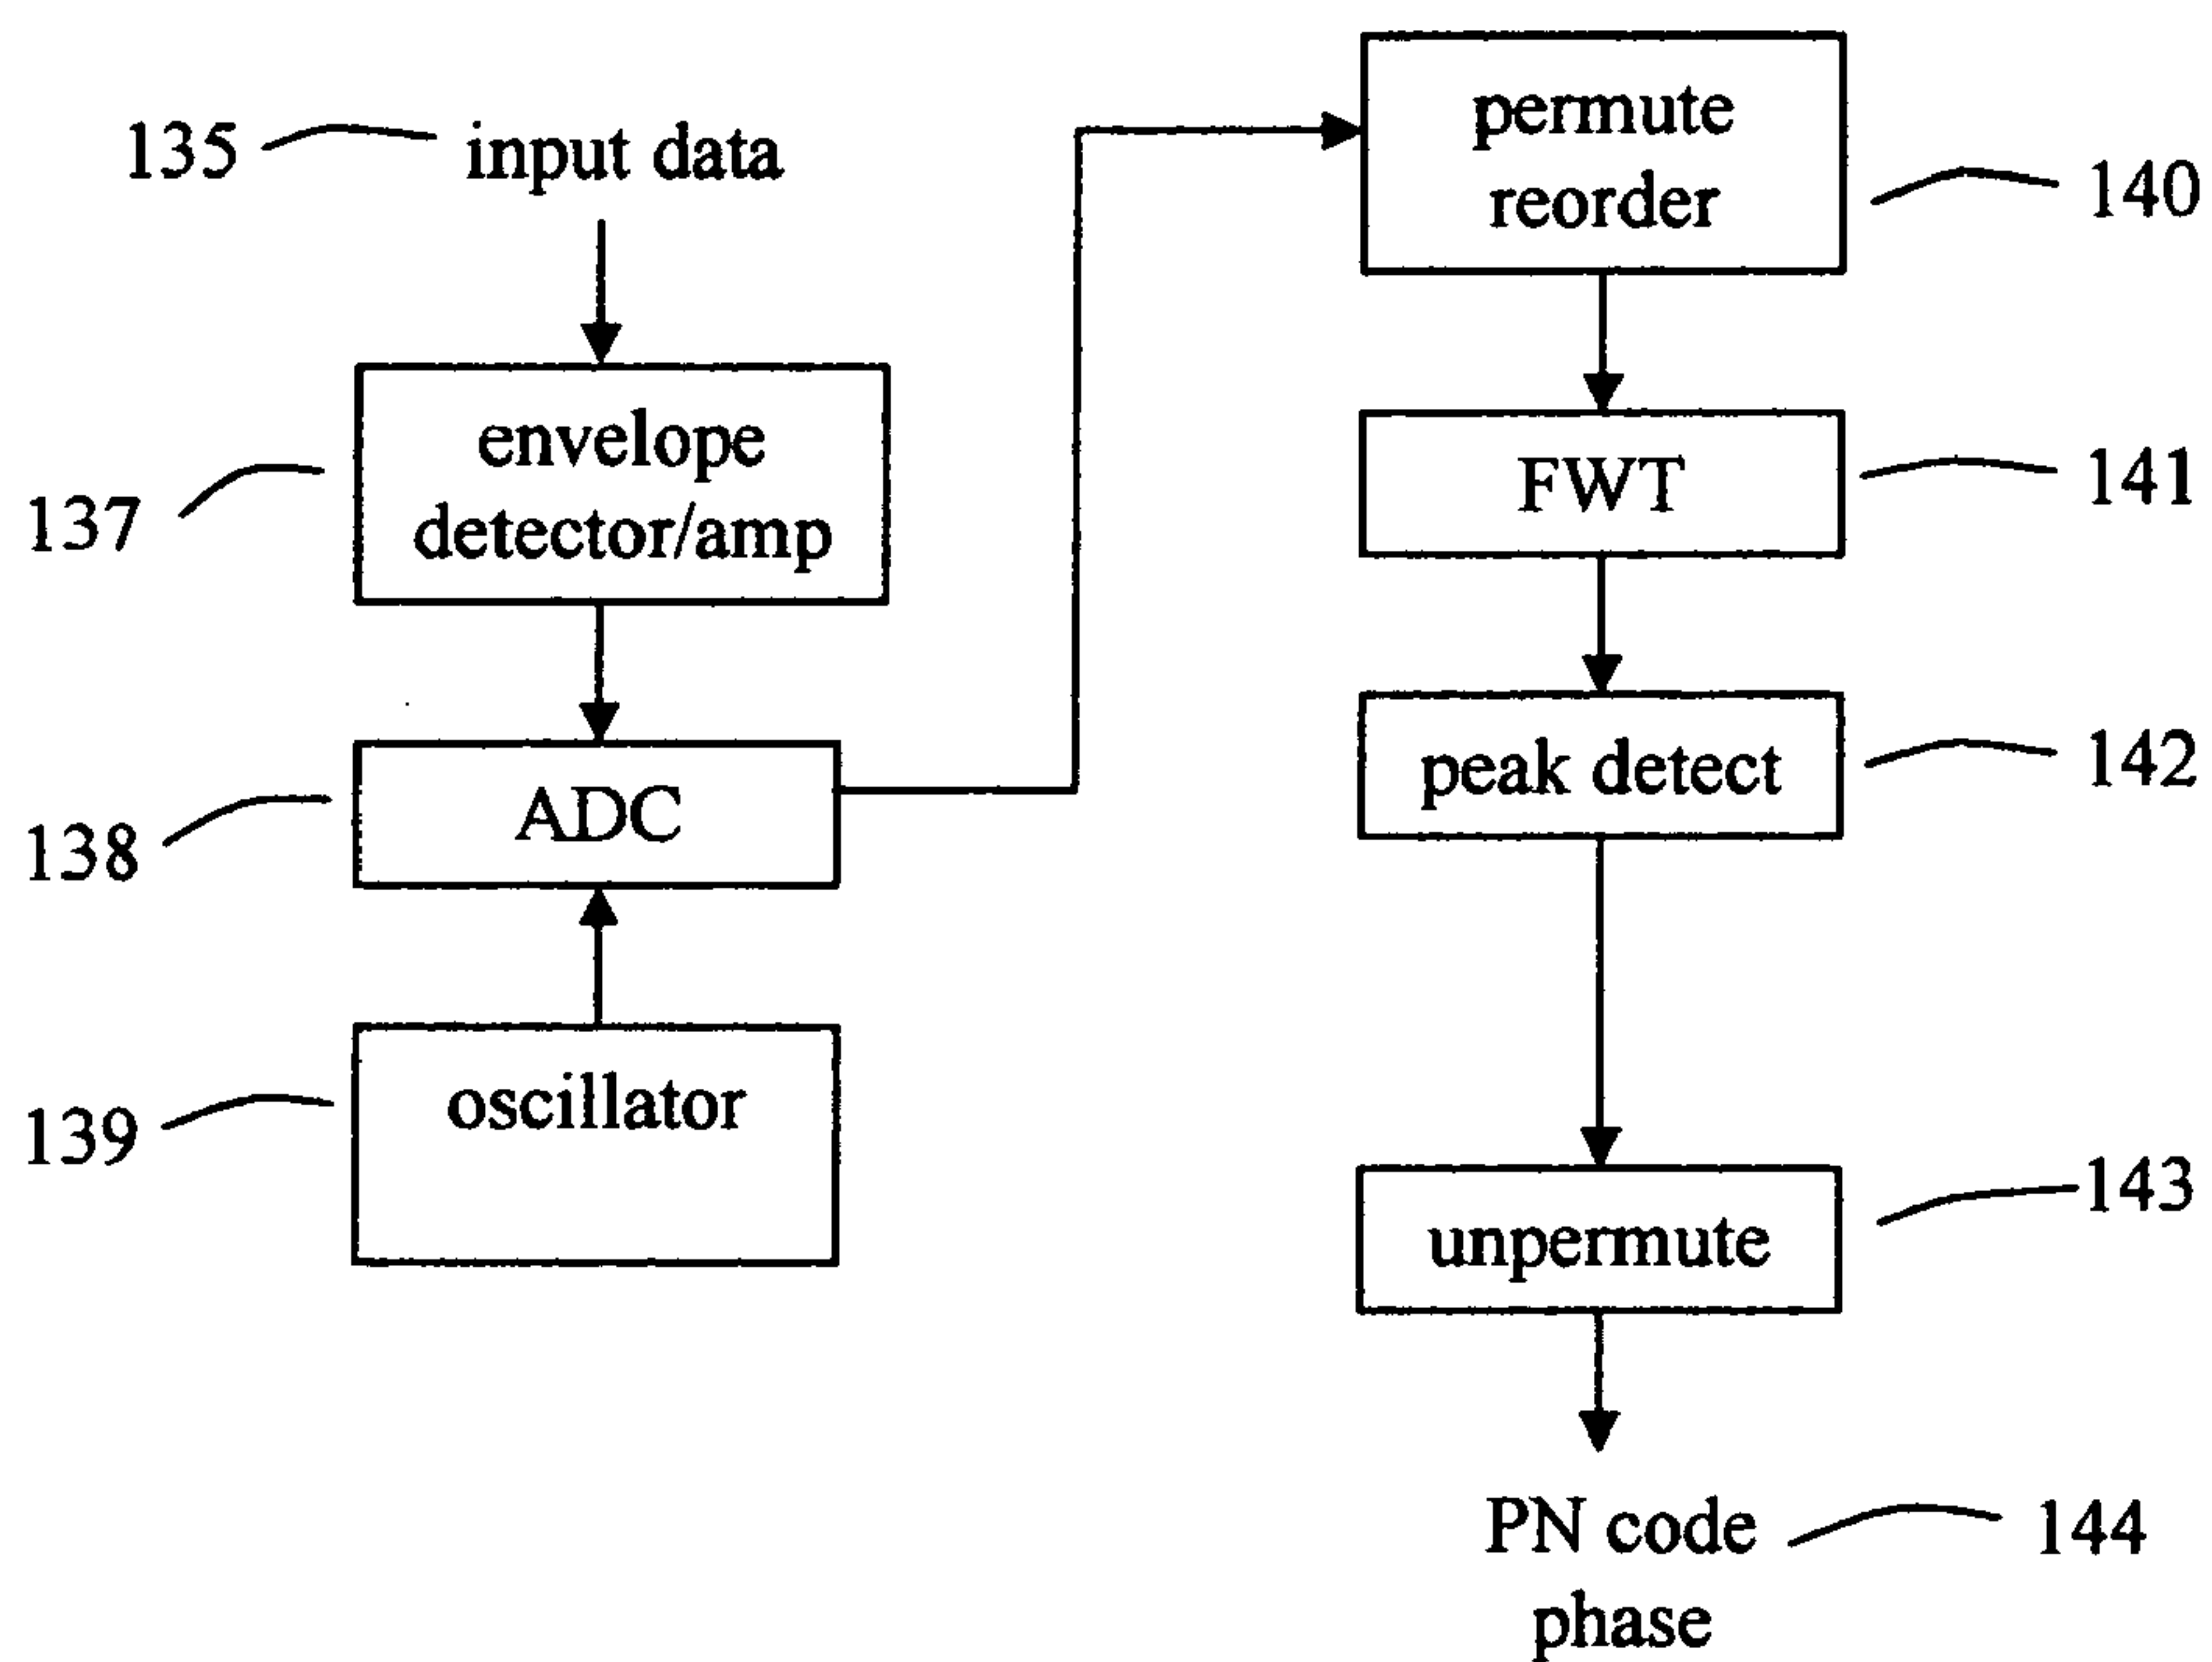 135
input data
137
envelope
detector/amp
138
ADC
139
oscillator
permute
reorder
140
FWT
141
peak detect
142
unpermute
143
PN code
phase
144